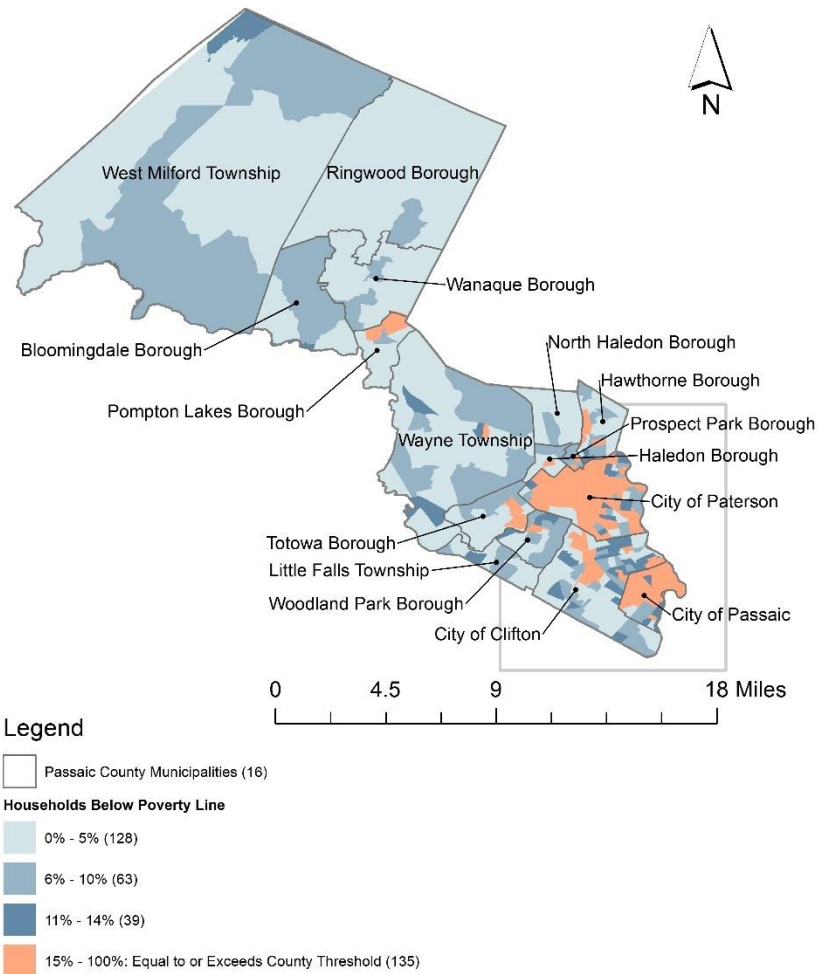 N
West Milford Township
Ringwood Borough
Wanaque Borough
Bloomingdale Borough
North Haledon Borough
Hawthorne Borough
Pompton Lakes Borough
Prospect Park Borough
Wayne Township
Haledon Borough
City of Paterson
Totowa Borough
Little Falls Township
Woodland Park Borough
City of Passaic
City of Clifton
0 4.5 9 18 Miles
Legend
Passaic County Municipalities (16)
Households Below Poverty Line
0% - 5% (128)
6% - 10% (63)
11% - 14% (39)
15% - 100%: Equal to or Exceeds County Threshold (135)